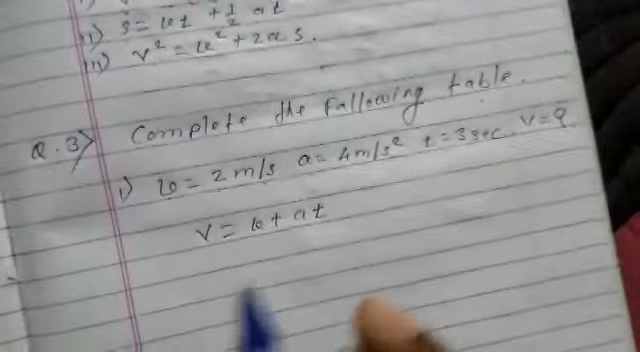 ii) S = ut + 1/2 at
iii) v² = u² + 2as.
Q.3) Complete the following table.
i) u = 2 m/s a = 4m/s² t = 3 sec. v = ?
v = u + at